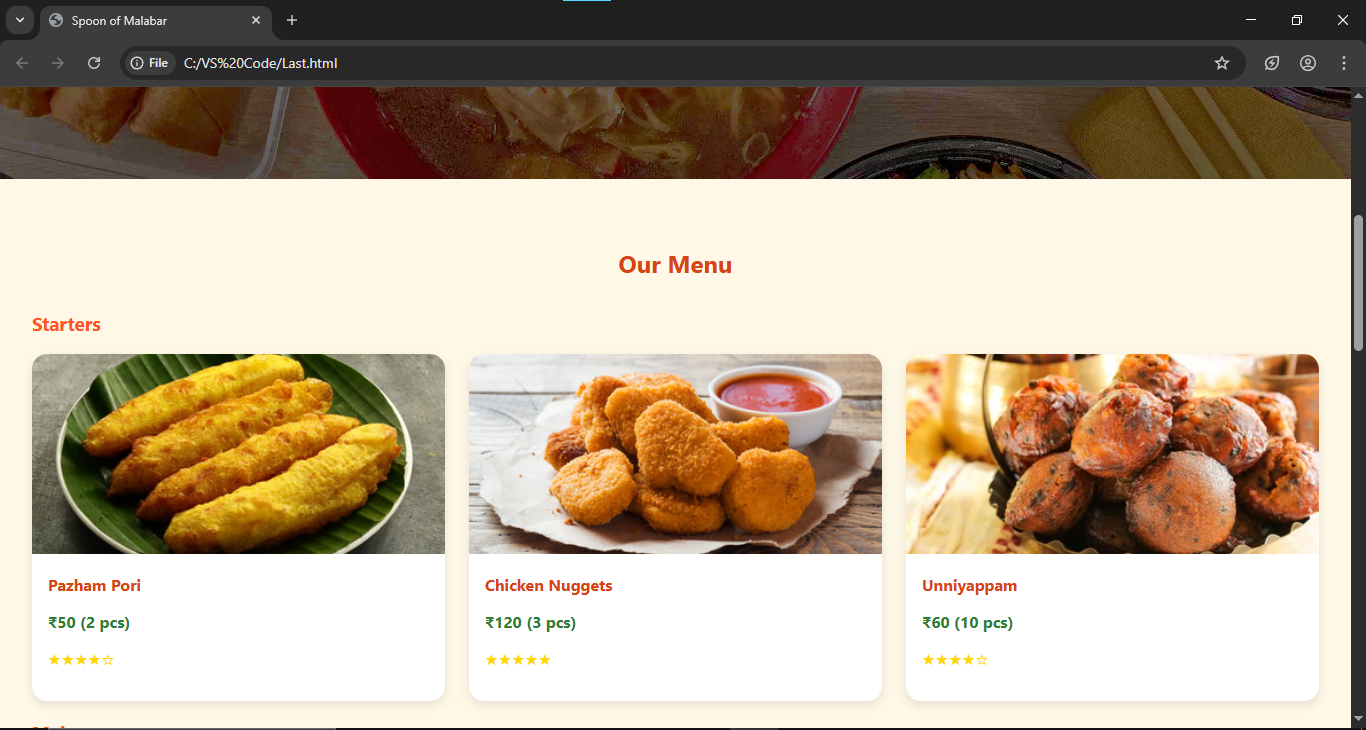 Spoon of Malabar
File
C:/VS%20Code/Last.html
Our Menu
Starters
Pazham Pori
₹50 (2 pcs)
★★★★☆
Chicken Nuggets
₹120 (3 pcs)
★★★★★
Unniyappam
₹60 (10 pcs)
★★★★☆